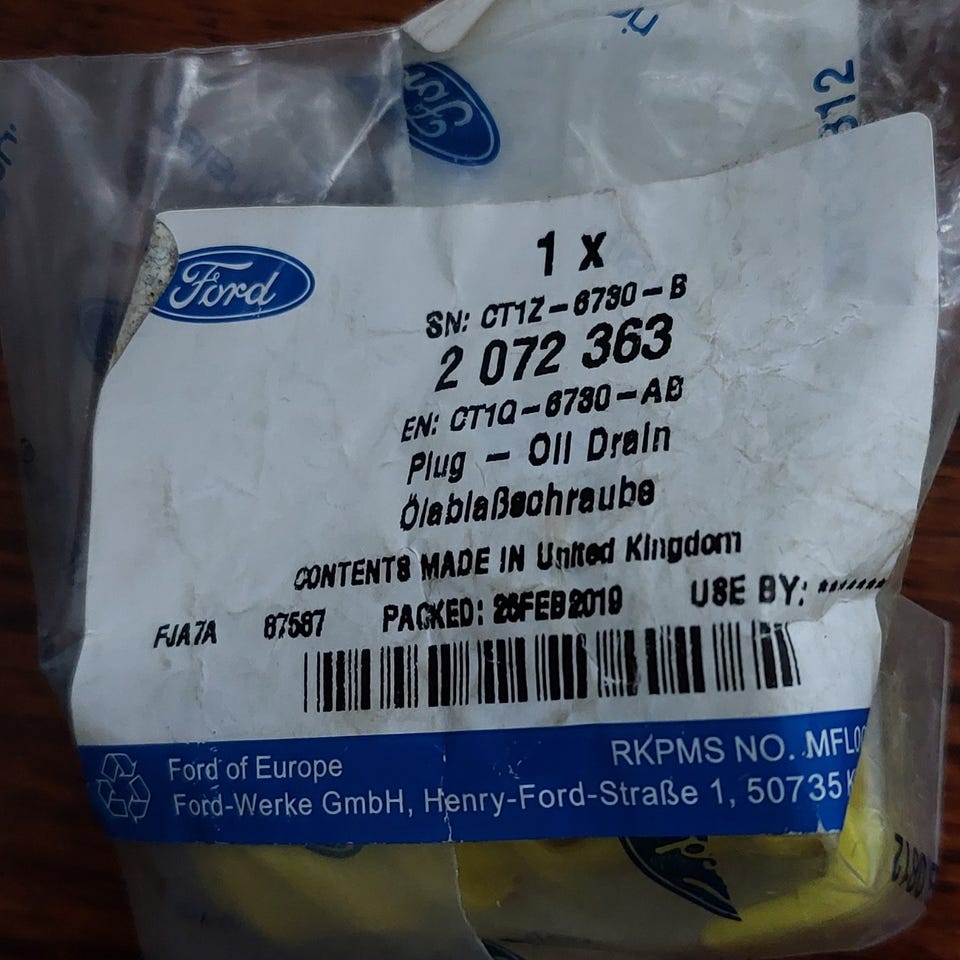 Ford
Ford
1 X
SN: CT1Z-6730-B
2 072 363
EN: CT1Q-6730-AB
Plug - Oil Drain
Ölablaßschraube
CONTENTS MADE IN United Kingdom
FJA7A 87587 PACKED: 26FEB2019 USE BY: *******
Ford of Europe RKPMS NO. MFL0
Ford-Werke GmbH, Henry-Ford-Straße 1, 50735 K